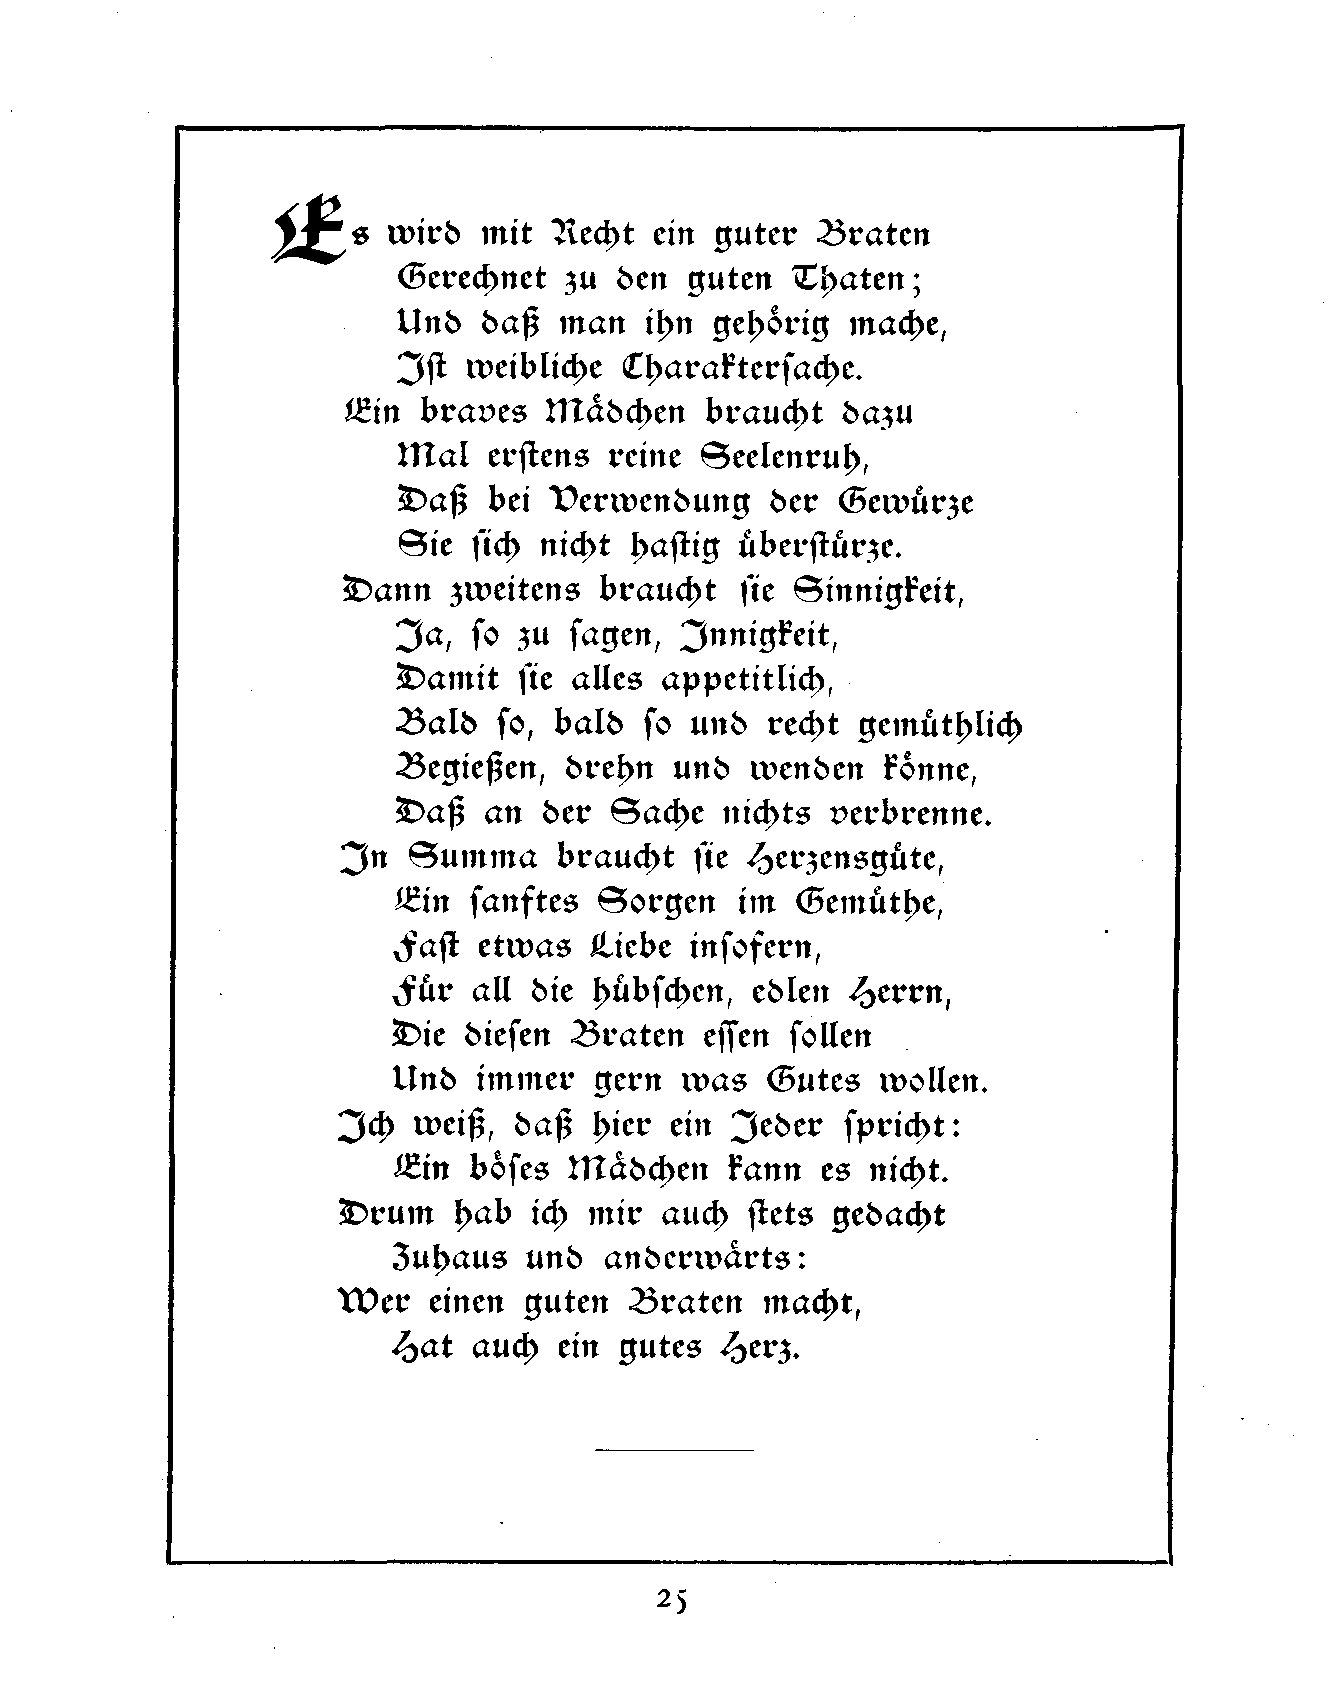 Es wird mit Recht ein guter Braten
Gerechnet zu den guten Thaten;
Und daß man ihn gehörig mache,
Iſt weibliche Charakterſache.
Ein braves Mädchen braucht dazu
Mal erſtens reine Seelenruh,
Daß bei Verwendung der Gewürze
Sie ſich nicht haſtig überſtürze.
Dann zweitens braucht ſie Sinnigkeit,
Ja, ſo zu ſagen, Innigkeit,
Damit ſie alles appetitlich,
Bald ſo, bald ſo und recht gemüthlich
Begießen, drehn und wenden könne,
Daß an der Sache nichts verbrenne.
In Summa braucht ſie Herzensgüte,
Ein ſanftes Sorgen im Gemüthe,
Faſt etwas Liebe inſofern,
Für all die hübſchen, edlen Herrn,
Die dieſen Braten eſſen ſollen
Und immer gern was Gutes wollen.
Ich weiß, daß hier ein Jeder ſpricht:
Ein böſes Mädchen kann es nicht.
Drum hab ich mir auch ſtets gedacht
Zuhaus und anderwärts:
Wer einen guten Braten macht,
Hat auch ein gutes Herz.
25